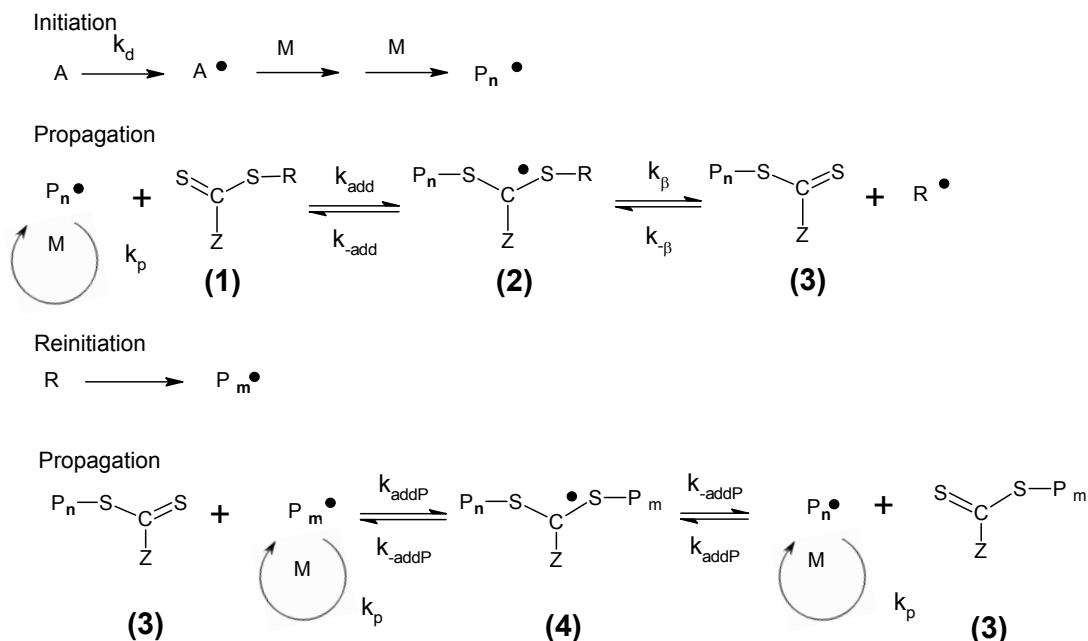 Initiation
A k_d A● M M P_n●
Propagation
P_n● + S C S R Z k_add k_-add P_n S C● S R Z k_β k_-β P_n S C S Z + R●
M k_p
(1) (2) (3)
Reinitiation
R P_m●
Propagation
P_n S C S Z + P_m● k_addP k_-addP P_n S C● S P_m Z k_-addP k_addP P_n● + S C S P_m Z
M k_p M k_p
(3) (4) (3)